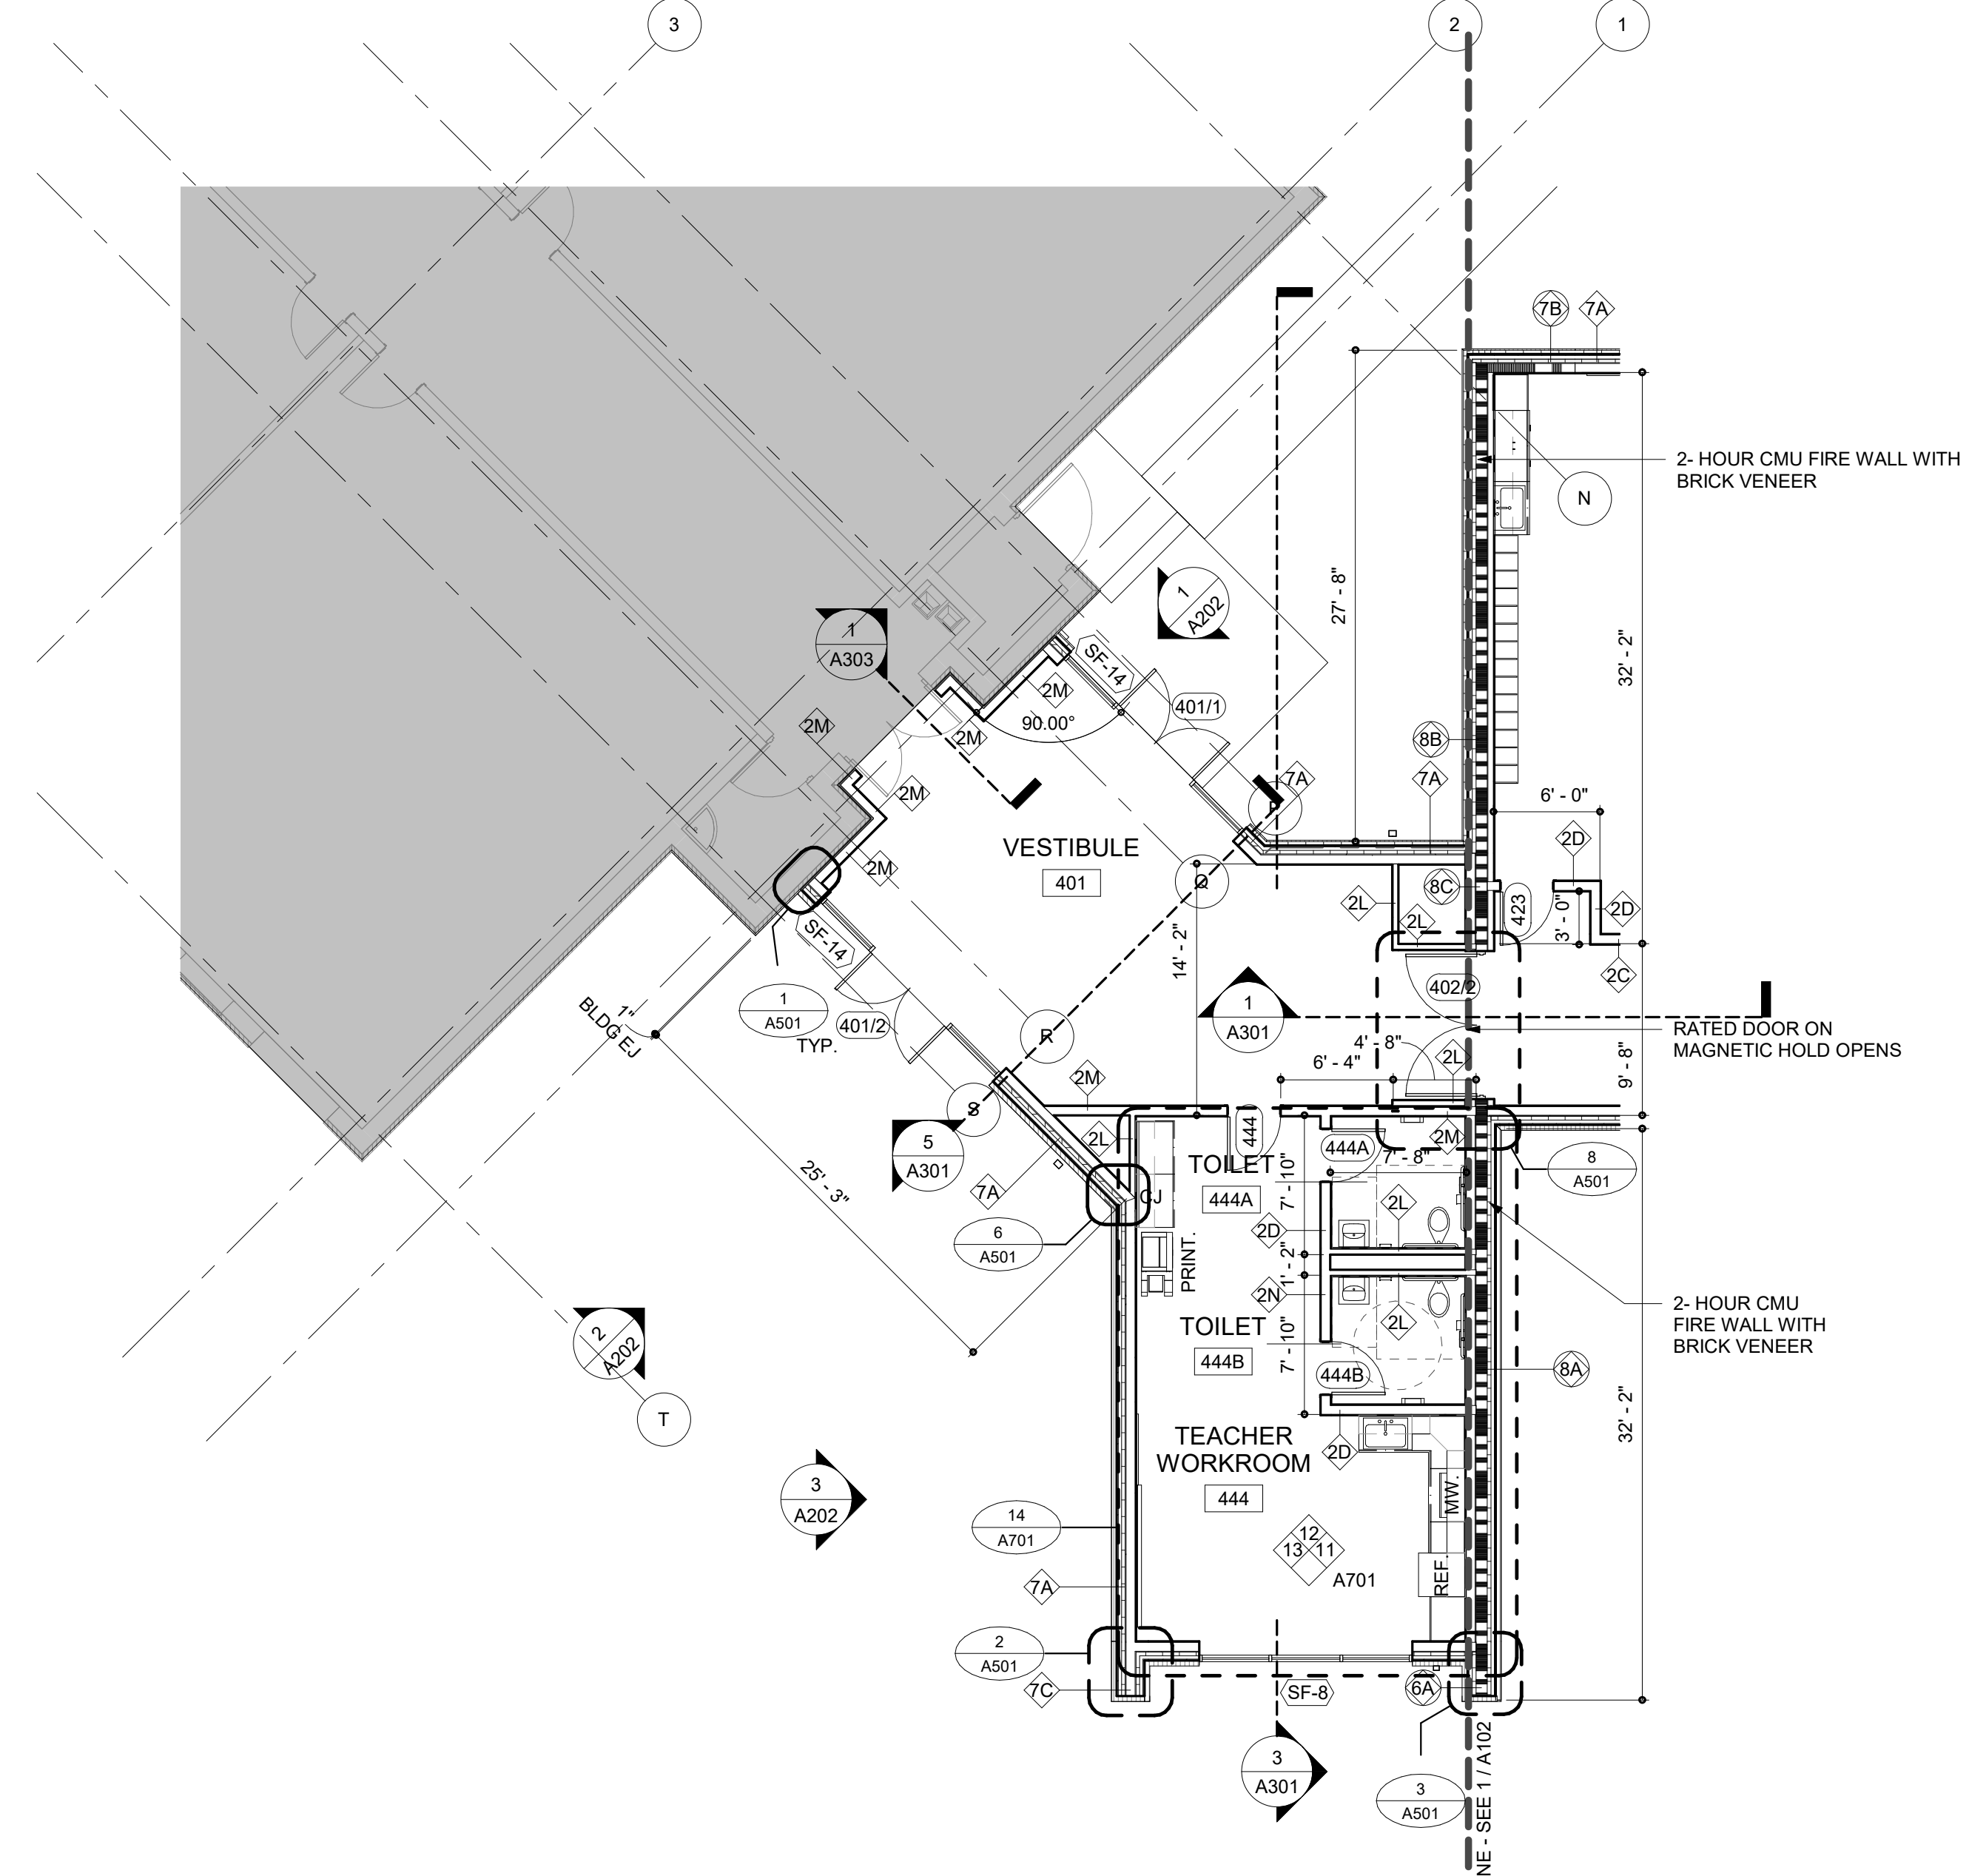 3
2
1
7B
7A
2- HOUR CMU FIRE WALL WITH
BRICK VENEER
N
27' - 8"
32' - 2"
1
A202
1
A303
SF-14
2M
401/1
90.00°
2M
2M
2M
8B
7A
7A
6' - 0"
2D
VESTIBULE
401
2M
Q
8C
2L
2L
423
3' - 0"
2D
2C
SF-14
14' - 2"
1
A501
TYP.
401/2
1"
BLDG EJ
R
1
A301
402/2
RATED DOOR ON
MAGNETIC HOLD OPENS
4' - 8"
6' - 4"
2L
9' - 8"
2M
S
5
A301
2L
444
444A
2M
7' - 8"
8
A501
TOILET
444A
7' - 10"
25' - 3"
7A
CJ
2L
6
A501
2D
PRINT.
1' - 2"
2N
2L
TOILET
444B
7' - 10"
444B
2- HOUR CMU
FIRE WALL WITH
BRICK VENEER
8A
2
A202
T
32' - 2"
TEACHER
WORKROOM
444
2D
MW.
3
A202
14
A701
12
13
11
A701
REF.
7A
2
A501
7C
SF-8
6A
3
A301
3
A501
NE - SEE 1 / A102